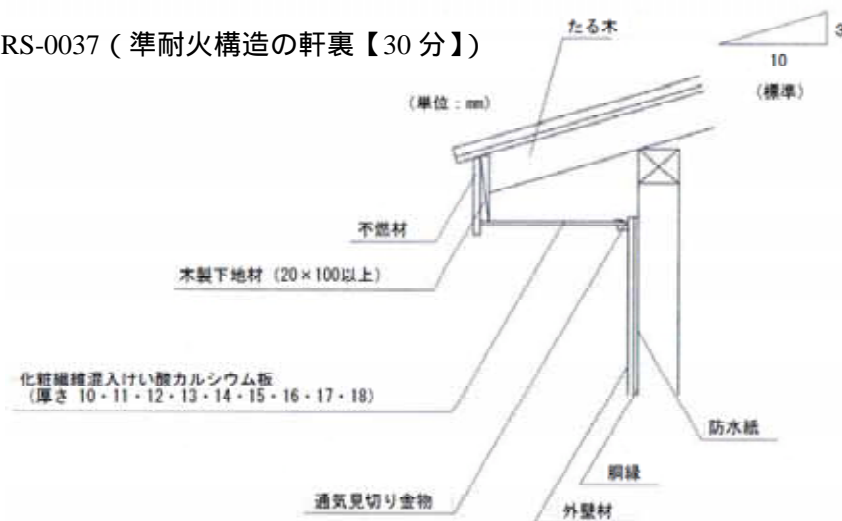 RS-0037（準耐火構造の軒裏【30 分】）
たる木
3
10
（標準）
（単位：mm）
不燃材
木製下地材（20×100以上）
化粧繊維混入けい酸カルシウム板
（厚さ 10・11・12・13・14・15・16・17・18）
防水紙
胴縁
通気見切り金物
外壁材